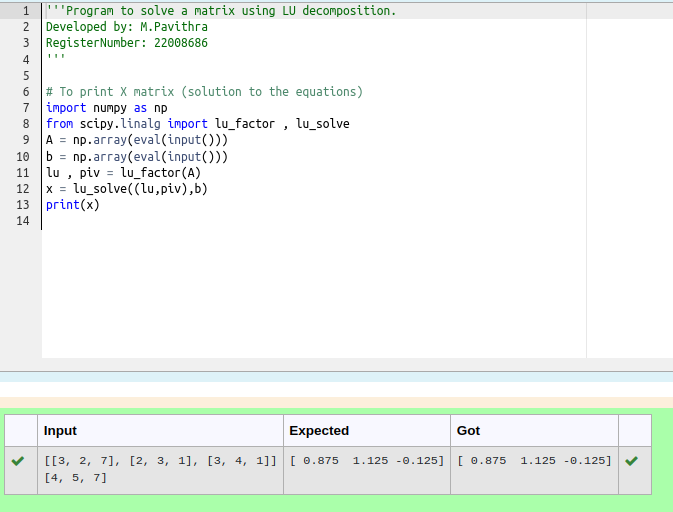 1 '''Program to solve a matrix using LU decomposition.
2 Developed by: M.Pavithra
3 RegisterNumber: 22008686
4 '''
5
6 # To print X matrix (solution to the equations)
7 import numpy as np
8 from scipy.linalg import lu_factor , lu_solve
9 A = np.array(eval(input()))
10 b = np.array(eval(input()))
11 lu , piv = lu_factor(A)
12 x = lu_solve((lu,piv),b)
13 print(x)
14
Input Expected Got
[[3, 2, 7], [2, 3, 1], [3, 4, 1]] [ 0.875  1.125 -0.125] [ 0.875  1.125 -0.125]
[4, 5, 7]